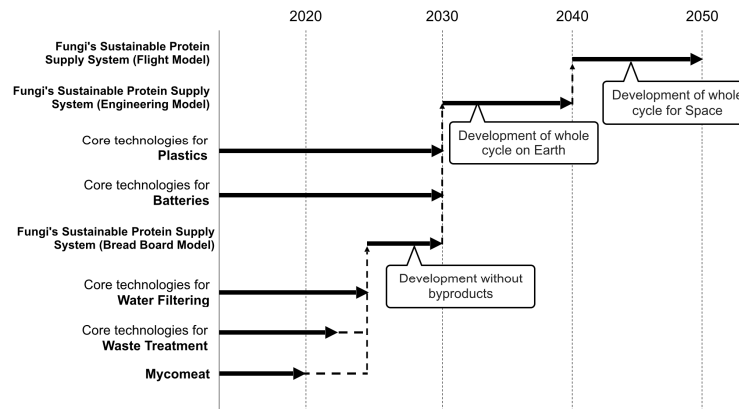 2020 2030 2040 2050
Fungi's Sustainable Protein
Supply System (Flight Model)
Fungi's Sustainable Protein Supply
System (Engineering Model)
Development of whole
cycle for Space
Development of whole
cycle on Earth
Core technologies for
Plastics
Core technologies for
Batteries
Fungi's Sustainable Protein Supply
System (Bread Board Model)
Development without
byproducts
Core technologies for
Water Filtering
Core technologies for
Waste Treatment
Mycomeat